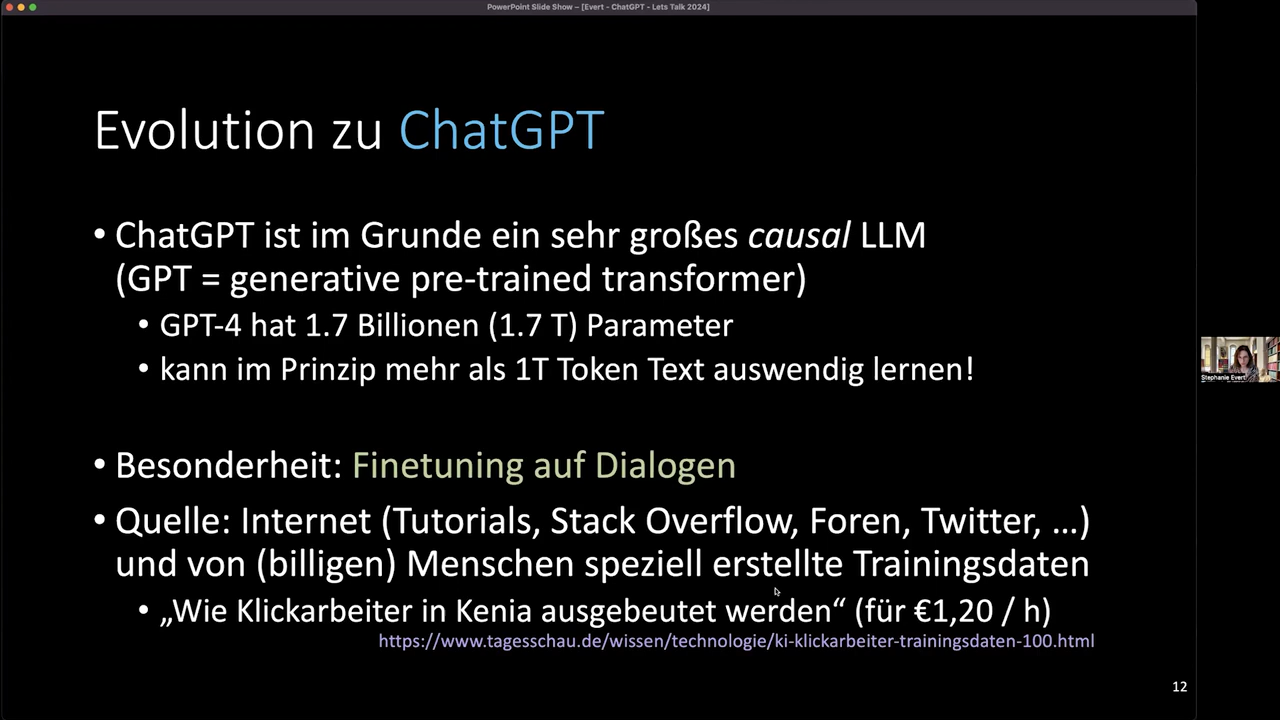 PowerPoint Slide Show – [Evert - ChatGPT - Lets Talk 2024]
Evolution zu ChatGPT
• ChatGPT ist im Grunde ein sehr großes causal LLM
(GPT = generative pre-trained transformer)
• GPT-4 hat 1.7 Billionen (1.7 T) Parameter
• kann im Prinzip mehr als 1T Token Text auswendig lernen!
• Besonderheit: Finetuning auf Dialogen
• Quelle: Internet (Tutorials, Stack Overflow, Foren, Twitter, …)
und von (billigen) Menschen speziell erstellte Trainingsdaten
• „Wie Klickarbeiter in Kenia ausgebeutet werden“ (für €1,20 / h)
https://www.tagesschau.de/wissen/technologie/ki-klickarbeiter-trainingsdaten-100.html
12
Stephanie Evert